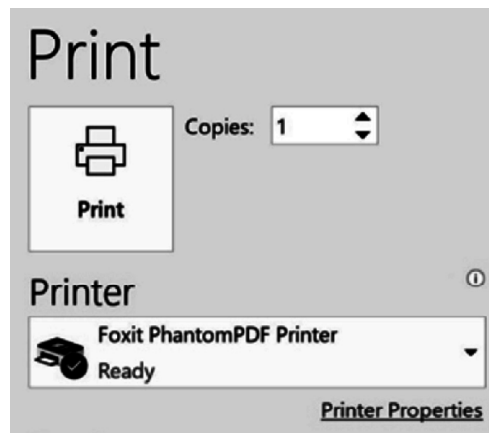 Print
Copies: 1
Print
Printer
Foxit PhantomPDF Printer
Ready
Printer Properties